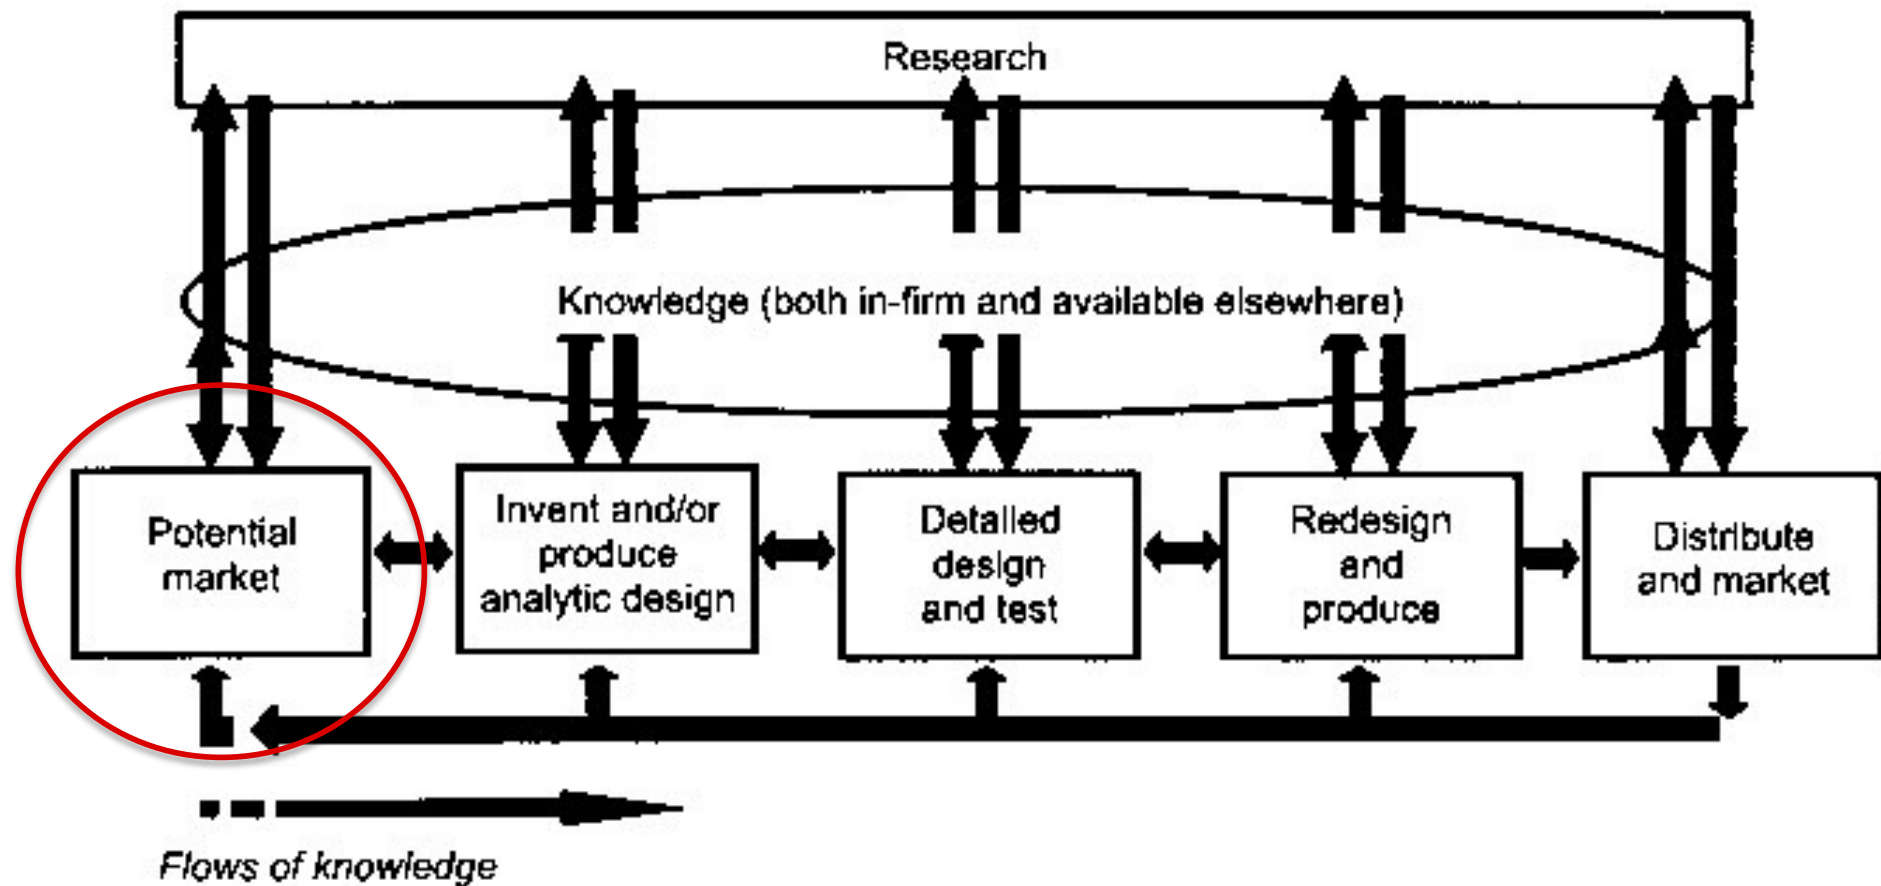 Research
Knowledge (both in-firm and available elsewhere)
Potential
market
Invent and/or
produce
analytic design
Detailed
design
and test
Redesign
and
produce
Distribute
and market
Flows of knowledge